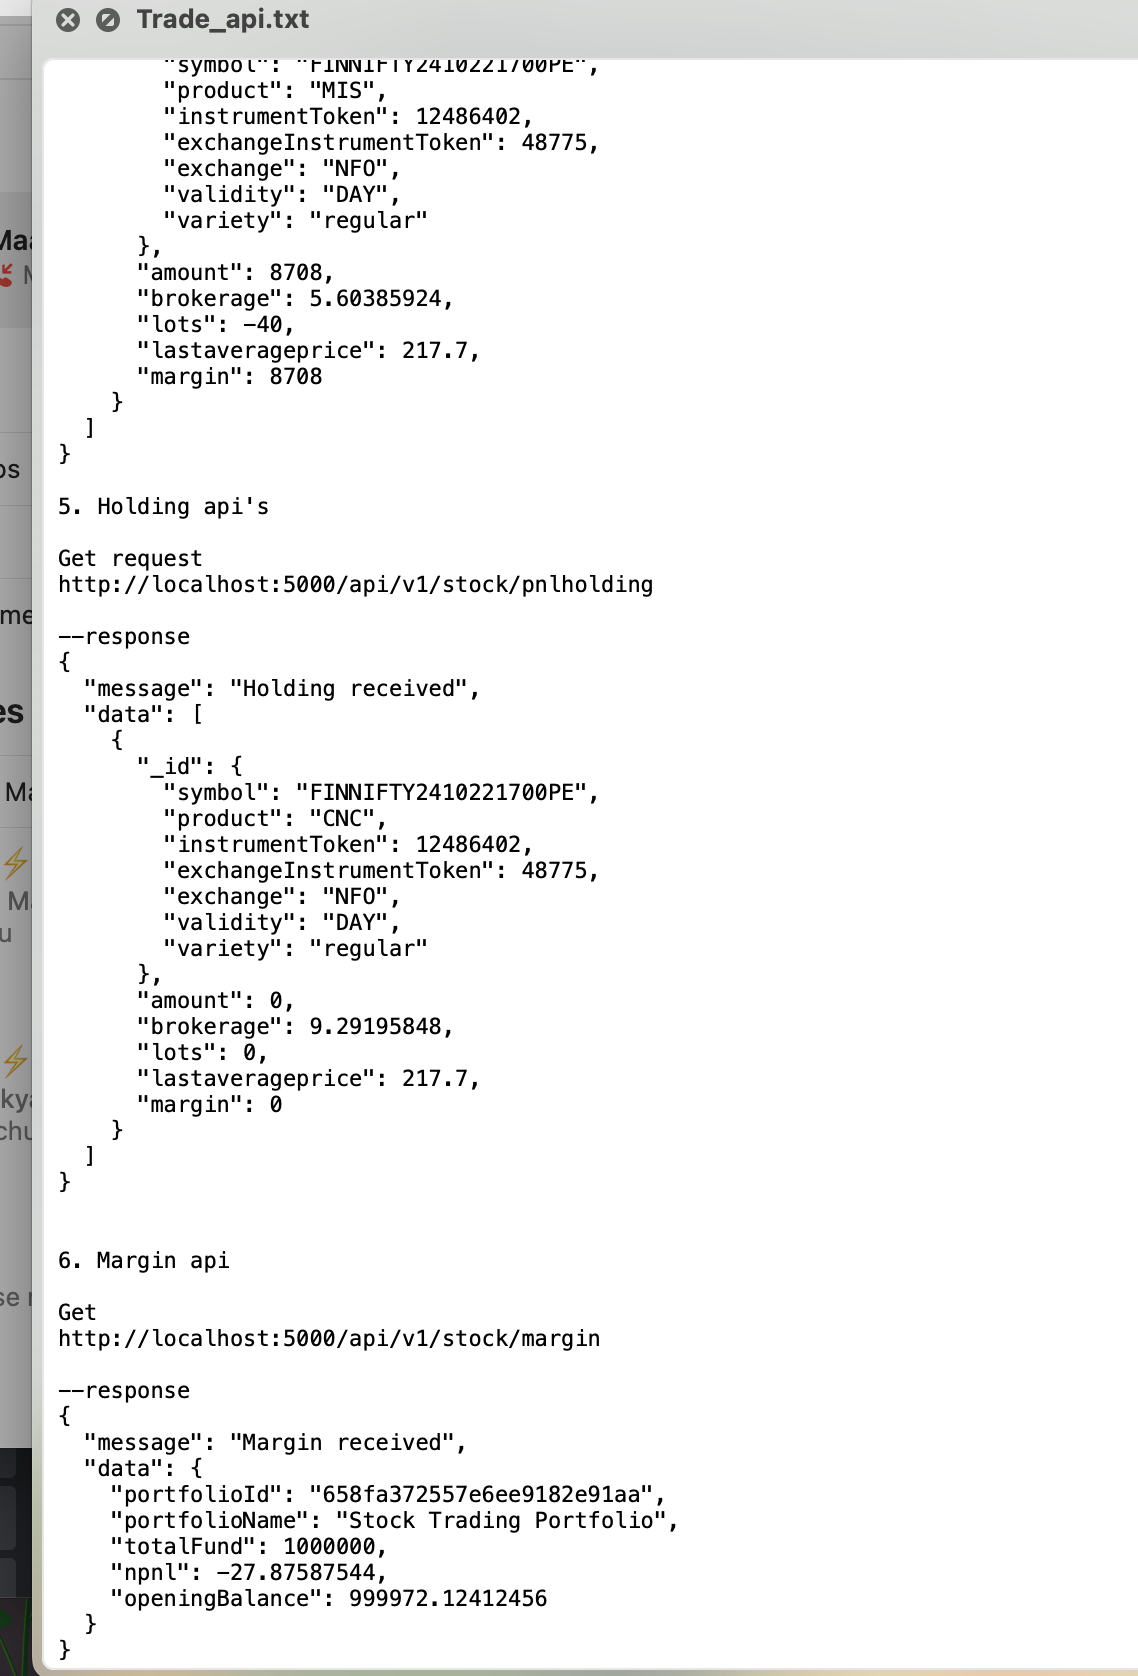 Trade_api.txt
"symbol": "FINNIFTY2410221700PE",
"product": "MIS",
"instrumentToken": 12486402,
"exchangeInstrumentToken": 48775,
"exchange": "NFO",
"validity": "DAY",
"variety": "regular"
},
"amount": 8708,
"brokerage": 5.60385924,
"lots": -40,
"lastaverageprice": 217.7,
"margin": 8708
}
]
}
5. Holding api's
Get request
http://localhost:5000/api/v1/stock/pnlholding
--response
{
"message": "Holding received",
"data": [
{
"_id": {
"symbol": "FINNIFTY2410221700PE",
"product": "CNC",
"instrumentToken": 12486402,
"exchangeInstrumentToken": 48775,
"exchange": "NFO",
"validity": "DAY",
"variety": "regular"
},
"amount": 0,
"brokerage": 9.29195848,
"lots": 0,
"lastaverageprice": 217.7,
"margin": 0
}
]
}
6. Margin api
Get
http://localhost:5000/api/v1/stock/margin
--response
{
"message": "Margin received",
"data": {
"portfolioId": "658fa372557e6ee9182e91aa",
"portfolioName": "Stock Trading Portfolio",
"totalFund": 1000000,
"npnl": -27.87587544,
"openingBalance": 999972.12412456
}
}